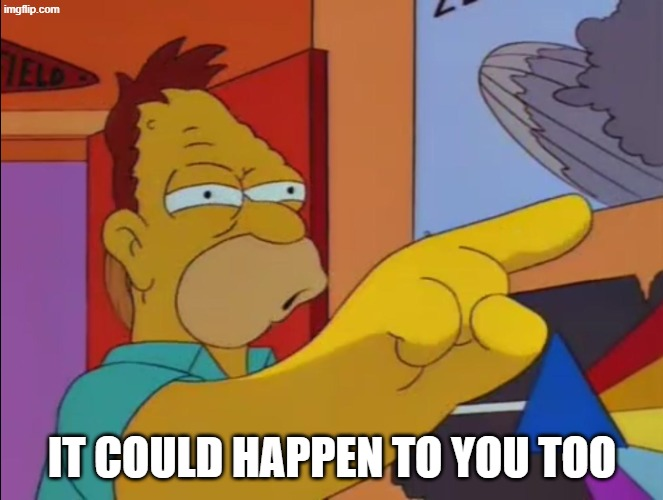 imgflip.com
IELD
IT COULD HAPPEN TO YOU TOO